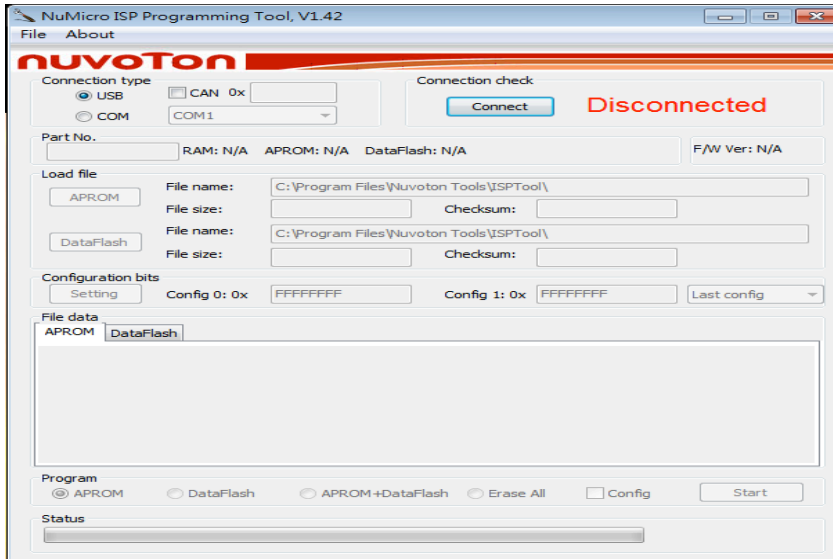 NuMicro ISP Programming Tool, V1.42
File About
nuvoTon
Connection type
USB CAN 0x
COM COM1
Connection check
Connect Disconnected
Part No.
RAM: N/A APROM: N/A DataFlash: N/A F/W Ver: N/A
Load file
APROM
File name: C:\Program Files\Nuvoton Tools\ISPTool\
File size: Checksum:
DataFlash
File name: C:\Program Files\Nuvoton Tools\ISPTool\
File size: Checksum:
Configuration bits
Setting Config 0: 0x FFFFFFFF Config 1: 0x FFFFFFFF Last config
File data
APROM DataFlash
Program
APROM DataFlash APROM+DataFlash Erase All Config Start
Status